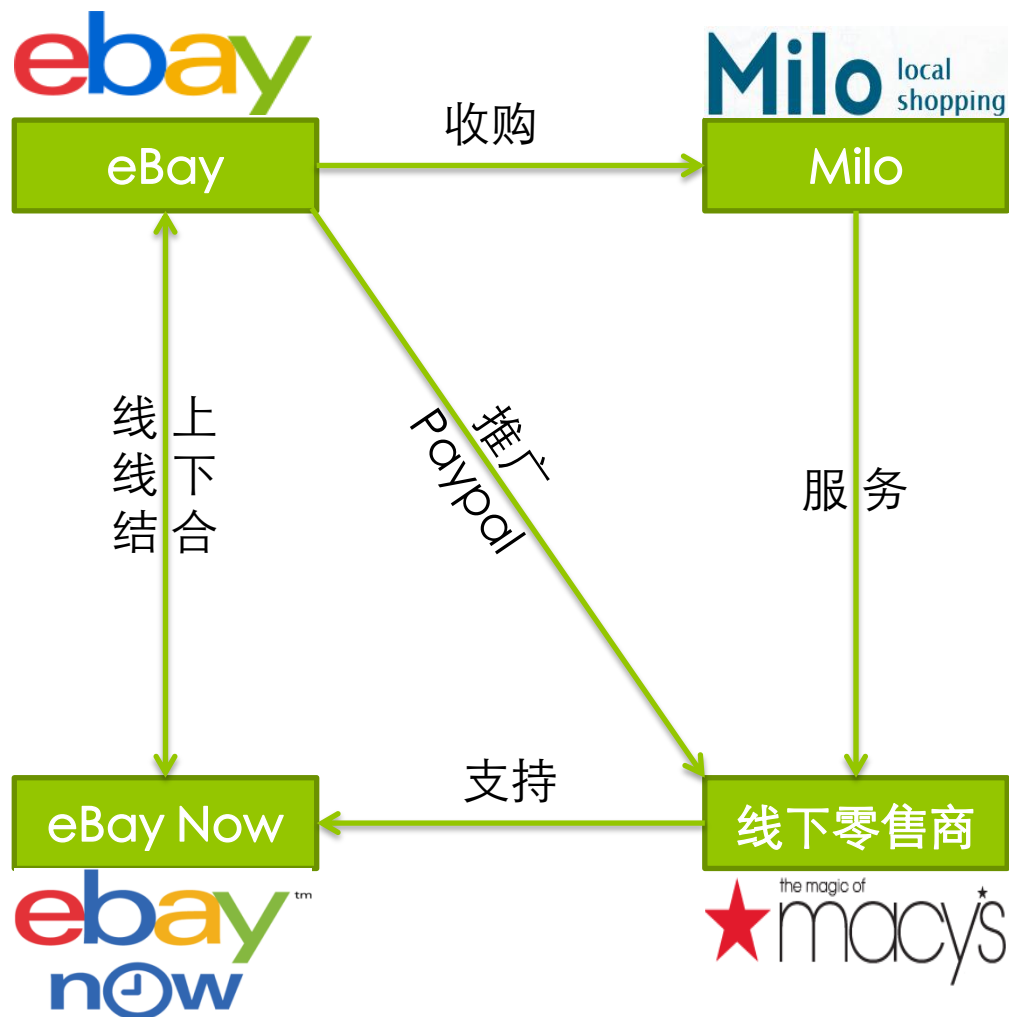 ebay
Milo local
shopping
收购
eBay
Milo
线上
线下
结合
推广
Paypal
服务
支持
eBay Now
线下零售商
ebay™
now
the magic of
macy's